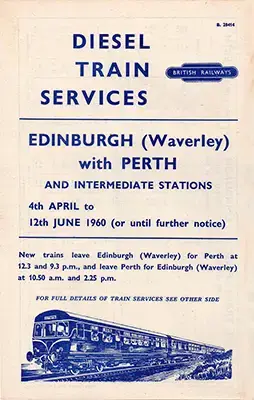 B. 28414
DIESEL
TRAIN
SERVICES
BRITISH RAILWAYS
EDINBURGH (Waverley)
with PERTH
AND INTERMEDIATE STATIONS
4th APRIL to
12th JUNE 1960 (or until further notice)
New trains leave Edinburgh (Waverley) for Perth at
12.3 and 9.3 p.m., and leave Perth for Edinburgh (Waverley)
at 10.50 a.m. and 2.25 p.m.
FOR FULL DETAILS OF TRAIN SERVICES SEE OTHER SIDE